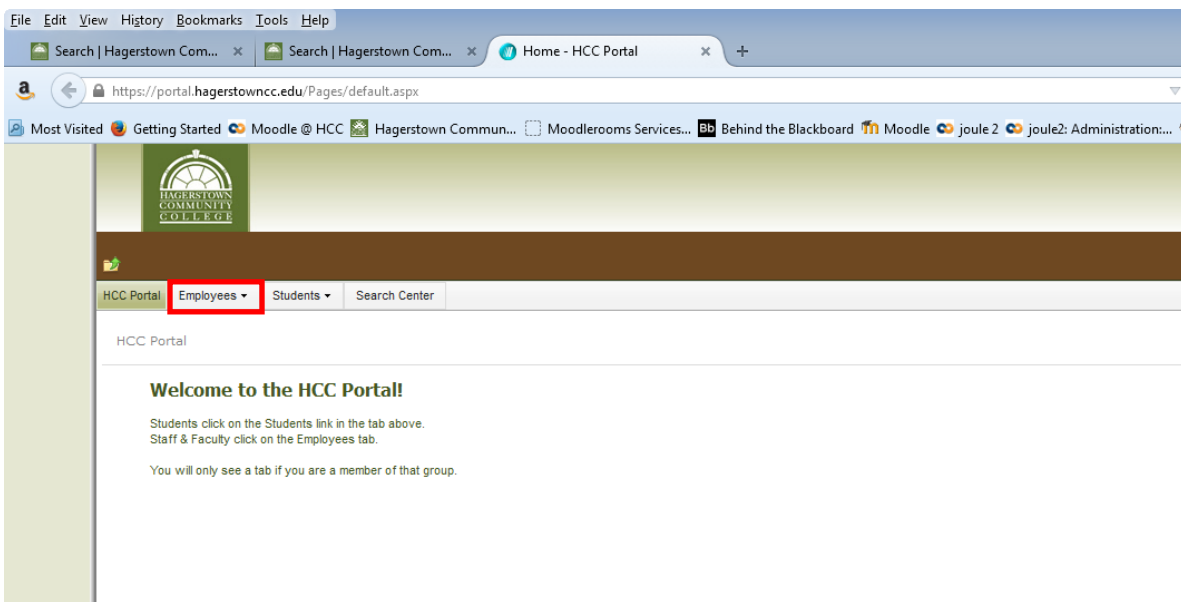 File Edit View History Bookmarks Tools Help
Search | Hagerstown Com... × Search | Hagerstown Com... × Home - HCC Portal × +
https://portal.hagerstowncc.edu/Pages/default.aspx
Most Visited Getting Started Moodle @ HCC Hagerstown Commun... Moodlerooms Services... Bb Behind the Blackboard Moodle joule 2 joule2: Administration:...
HAGERSTOWN
COMMUNITY
COLLEGE
HCC Portal Employees Students Search Center
HCC Portal
Welcome to the HCC Portal!
Students click on the Students link in the tab above.
Staff & Faculty click on the Employees tab.
You will only see a tab if you are a member of that group.